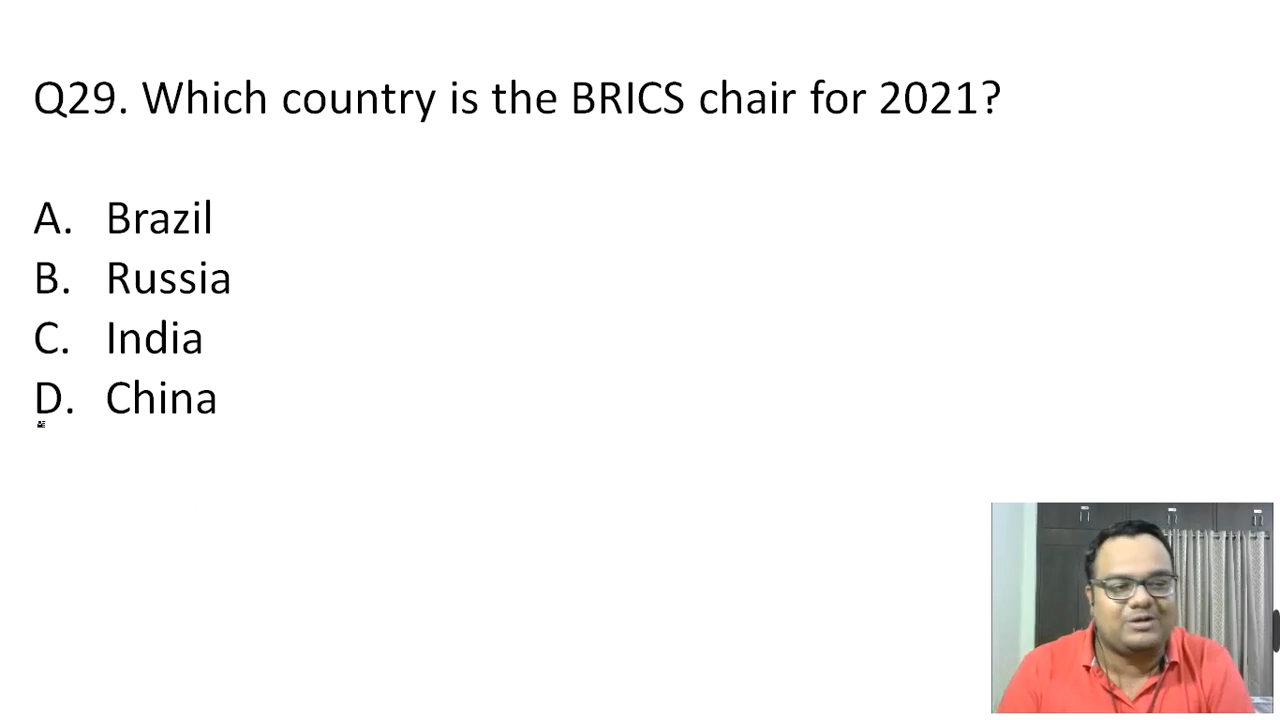 Q29. Which country is the BRICS chair for 2021?
A. Brazil
B. Russia
C. India
D. China